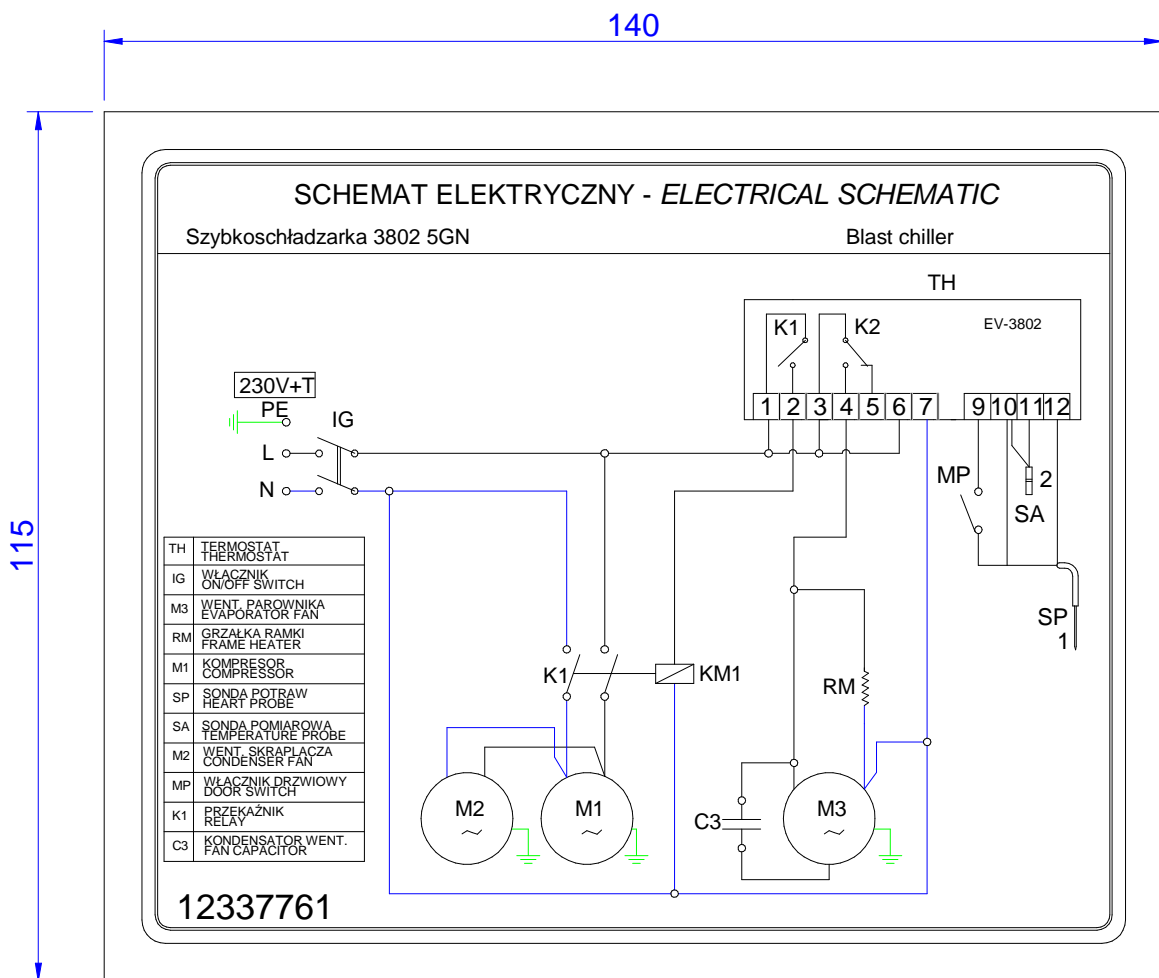 140
115
SCHEMAT ELEKTRYCZNY - ELECTRICAL SCHEMATIC
Szybkoschładzarka 3802 5GN Blast chiller
TH
EV-3802
K1 K2
1 2 3 4 5 6 7 9 10 11 12
230V+T
PE
IG
L
N
MP
2
SA
SP
1
TH TERMOSTAT
THERMOSTAT
IG WŁĄCZNIK
ON/OFF SWITCH
M3 WENT. PAROWNIKA
EVAPORATOR FAN
RM GRZAŁKA RAMKI
FRAME HEATER
M1 KOMPRESOR
COMPRESSOR
SP SONDA POTRAW
HEART PROBE
SA SONDA POMIAROWA
TEMPERATURE PROBE
M2 WENT. SKRAPLACZA
CONDENSER FAN
MP WŁĄCZNIK DRZWIOWY
DOOR SWITCH
K1 PRZEKAŹNIK
RELAY
C3 KONDENSATOR WENT.
FAN CAPACITOR
K1 KM1
RM
M2 M1 C3 M3
12337761